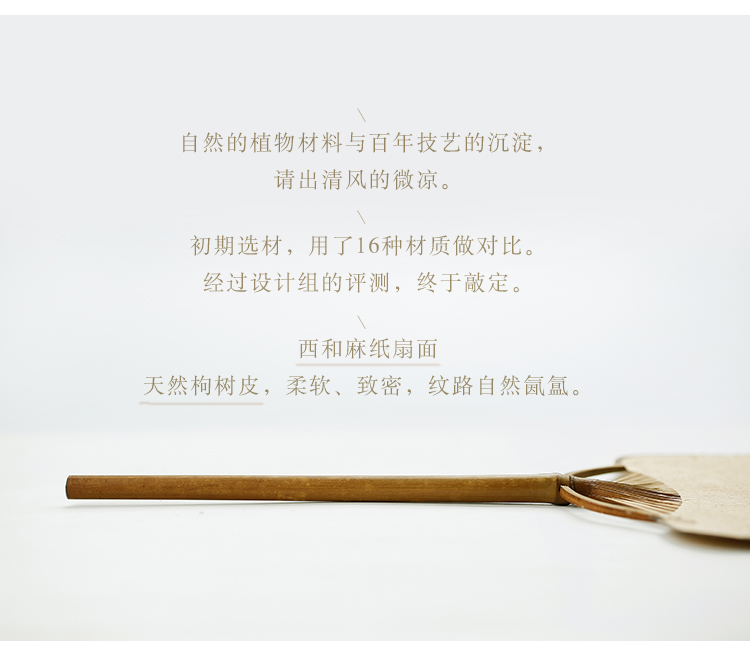 自然的植物材料与百年技艺的沉淀，
请出清风的微凉。
初期选材，用了16种材质做对比。
经过设计组的评测，终于敲定。
西和麻纸扇面
天然枸树皮，柔软、致密，纹路自然氤氲。